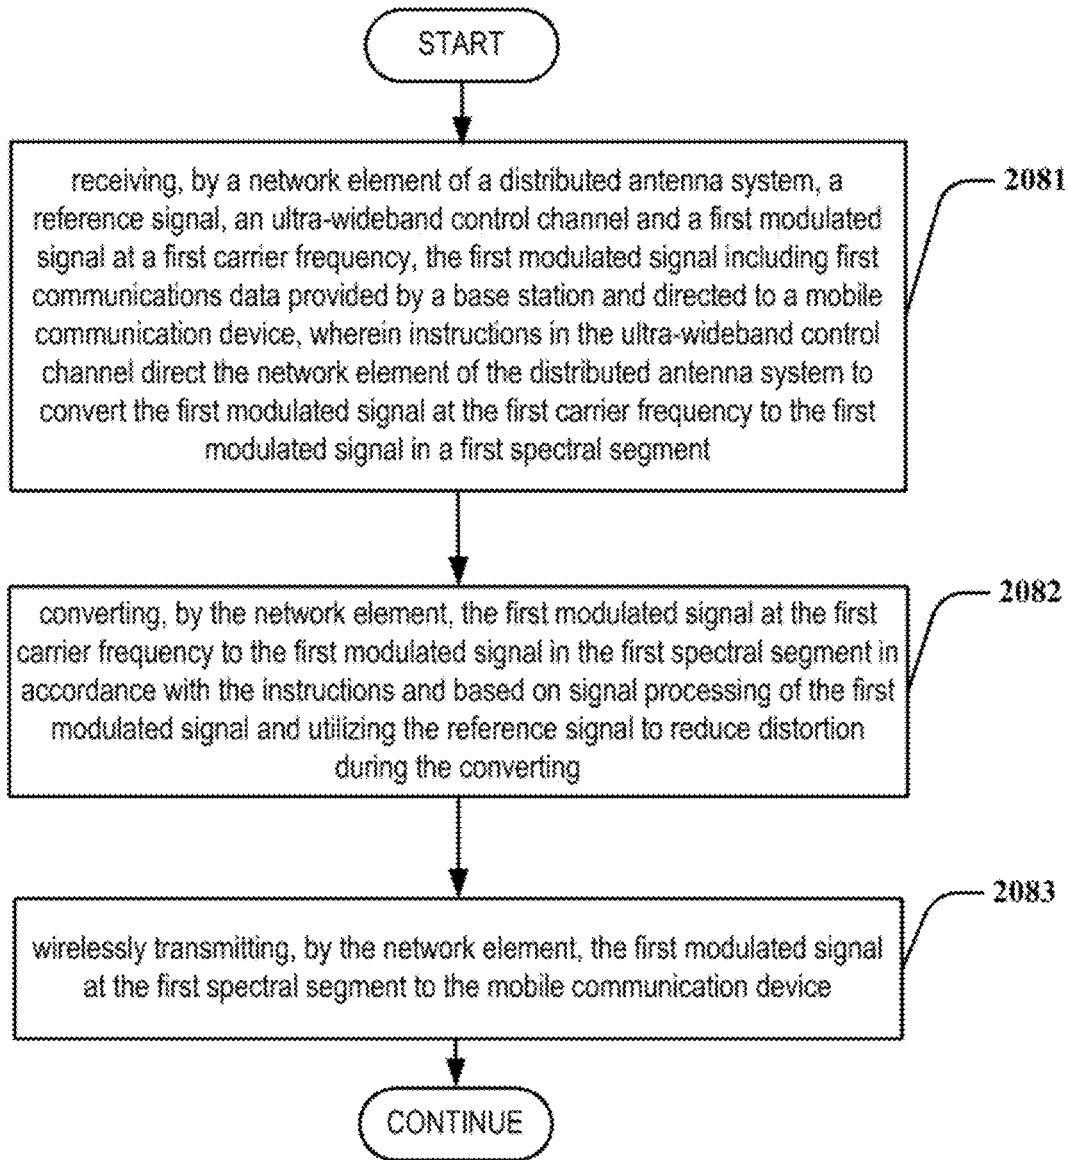 START
receiving, by a network element of a distributed antenna system, a
reference signal, an ultra-wideband control channel and a first modulated
signal at a first carrier frequency, the first modulated signal including first
communications data provided by a base station and directed to a mobile
communication device, wherein instructions in the ultra-wideband control
channel direct the network element of the distributed antenna system to
convert the first modulated signal at the first carrier frequency to the first
modulated signal in a first spectral segment
2081
converting, by the network element, the first modulated signal at the first
carrier frequency to the first modulated signal in the first spectral segment in
accordance with the instructions and based on signal processing of the first
modulated signal and utilizing the reference signal to reduce distortion
during the converting
2082
wirelessly transmitting, by the network element, the first modulated signal
at the first spectral segment to the mobile communication device
2083
CONTINUE